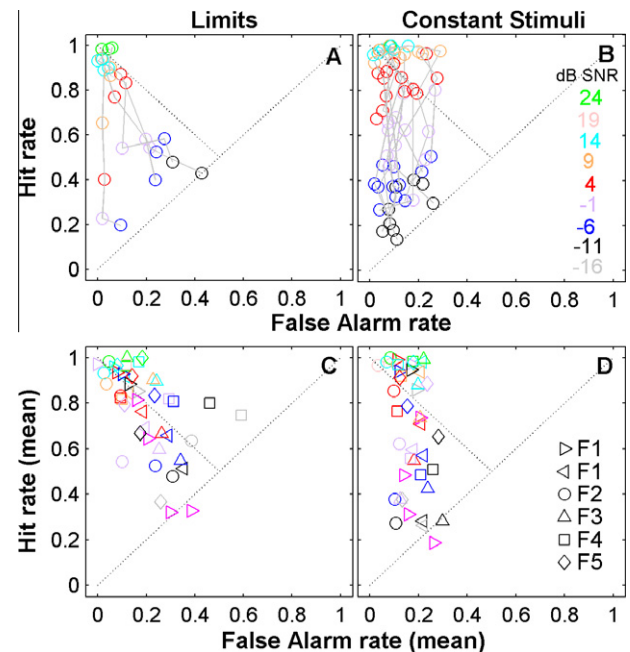 Limits
Constant Stimuli
Hit rate
1
0.8
0.6
0.4
0.2
0
A
B
dB SNR
24
19
14
9
4
-1
-6
-11
-16
0 0.2 0.4 0.6 0.8 1
0 0.2 0.4 0.6 0.8 1
False Alarm rate
Hit rate (mean)
1
0.8
0.6
0.4
0.2
0
C
D
F1
F1
F2
F3
F4
F5
0 0.2 0.4 0.6 0.8 1
0 0.2 0.4 0.6 0.8 1
False Alarm rate (mean)